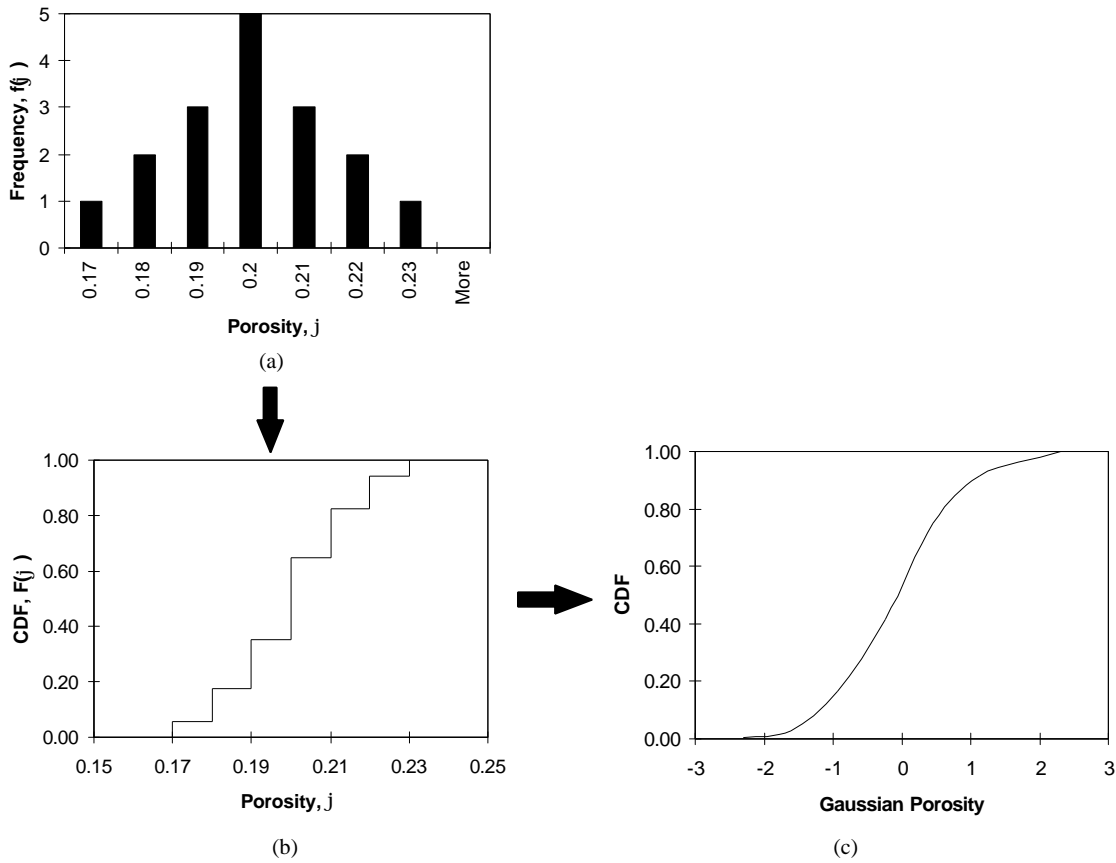 5
4
3
2
1
0
Frequency, f(j)
0.17 0.18 0.19 0.2 0.21 0.22 0.23 More
Porosity, j
(a)
1.00
0.80
0.60
0.40
0.20
0.00
CDF, F(j)
0.15 0.17 0.19 0.21 0.23 0.25
Porosity, j
(b)
1.00
0.80
0.60
0.40
0.20
0.00
CDF
-3 -2 -1 0 1 2 3
Gaussian Porosity
(c)